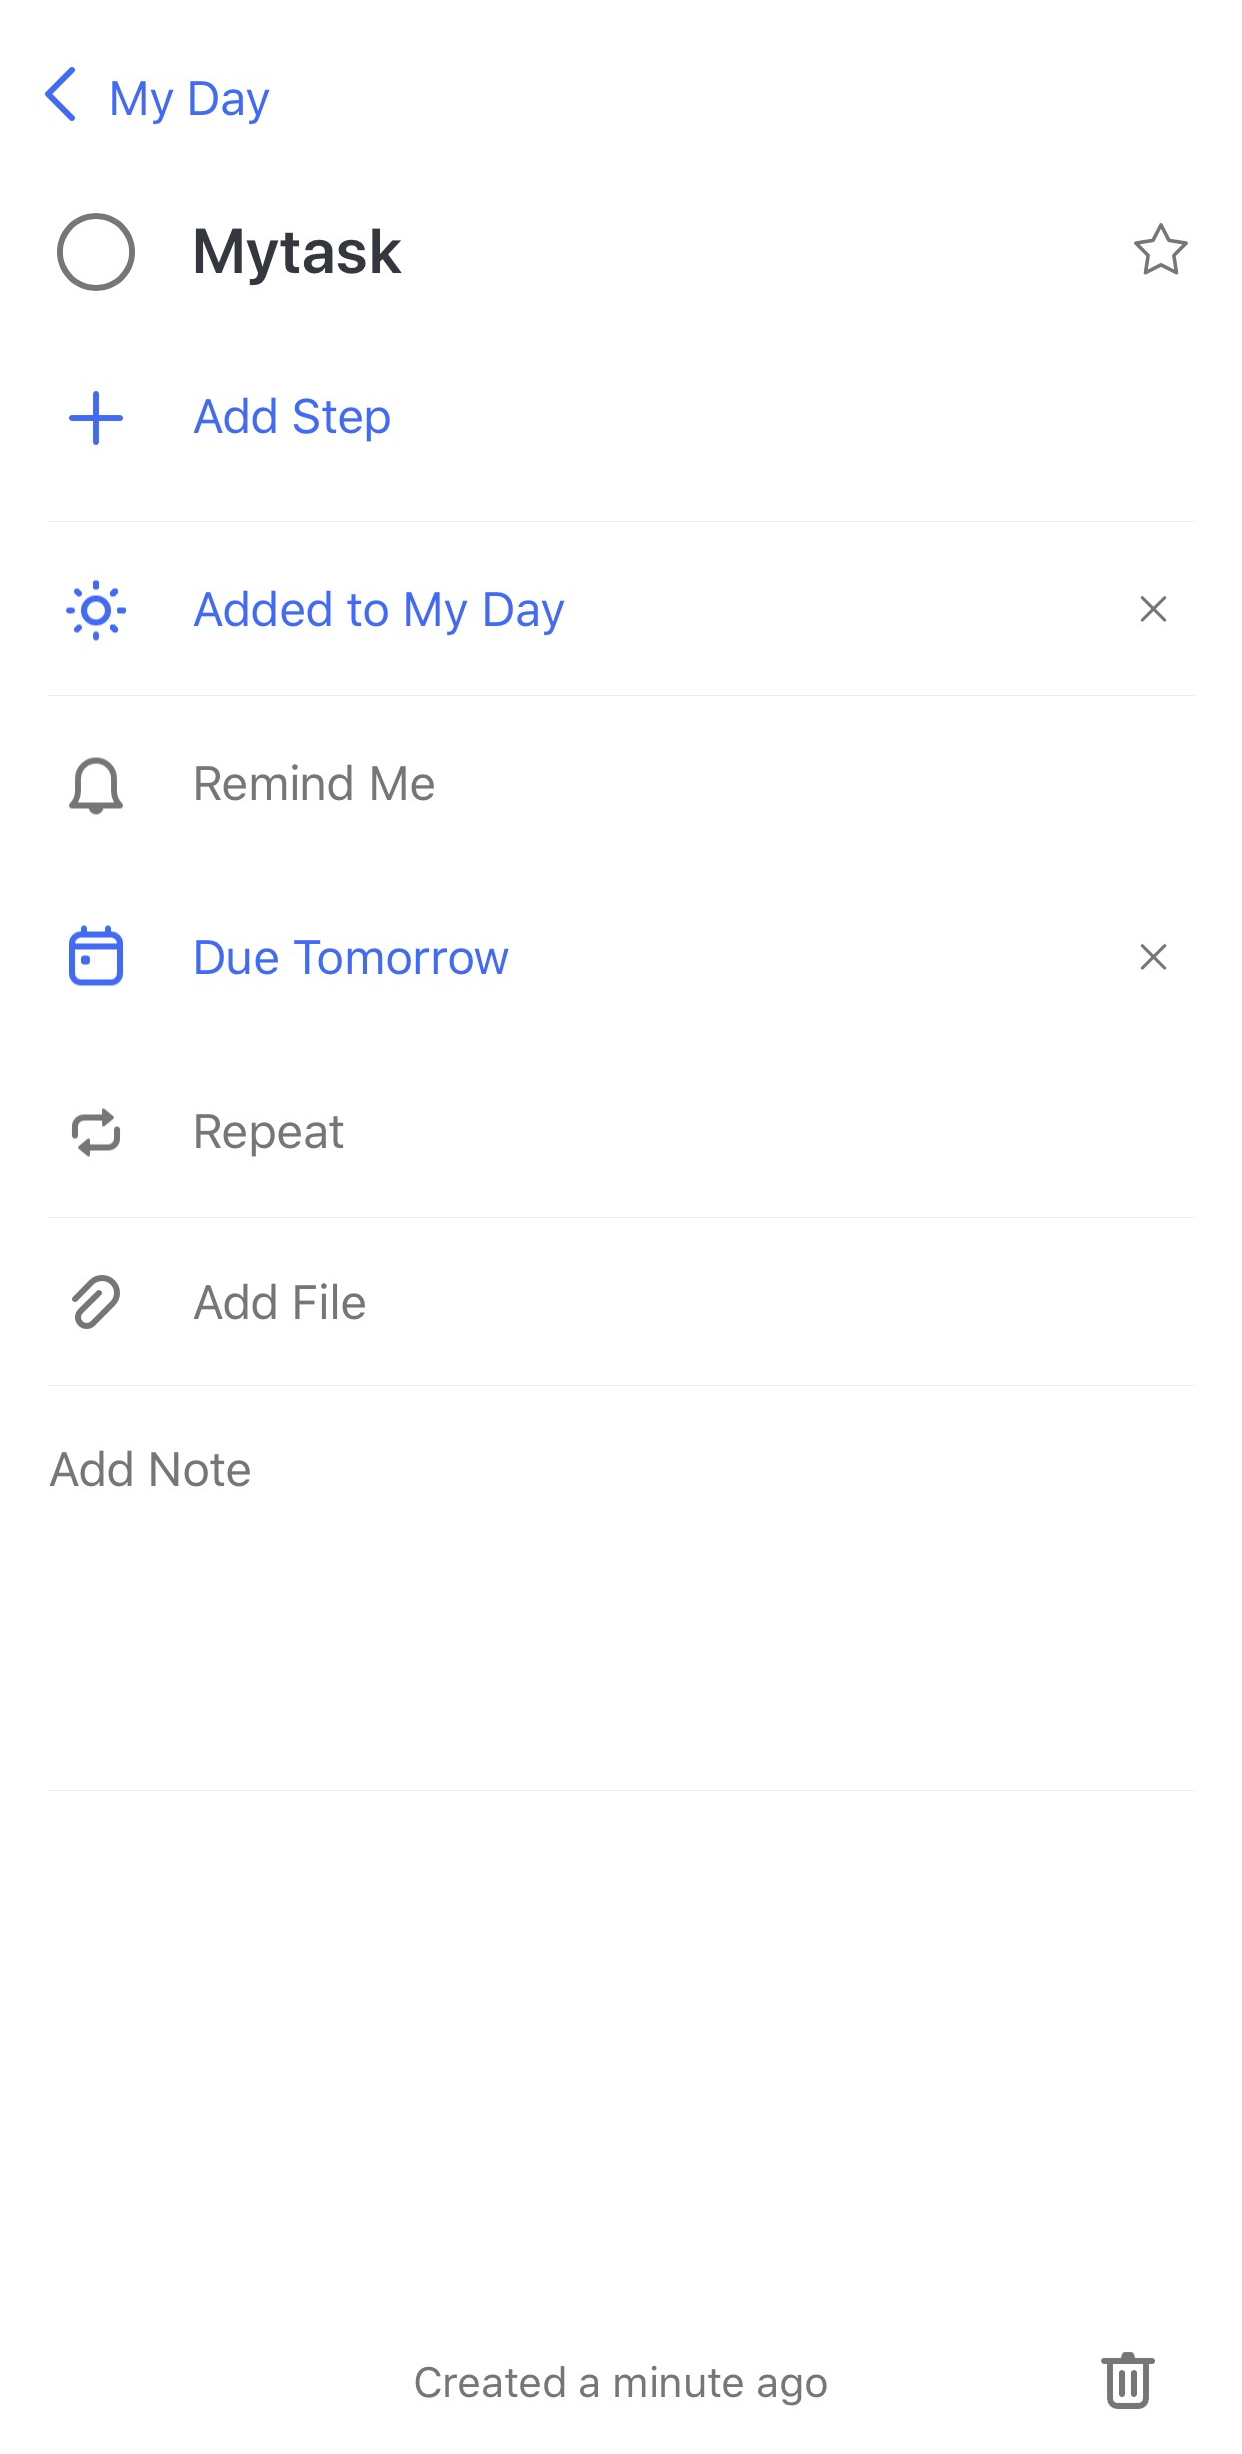 My Day
Mytask
Add Step
Added to My Day
Remind Me
Due Tomorrow
Repeat
Add File
Add Note
Created a minute ago